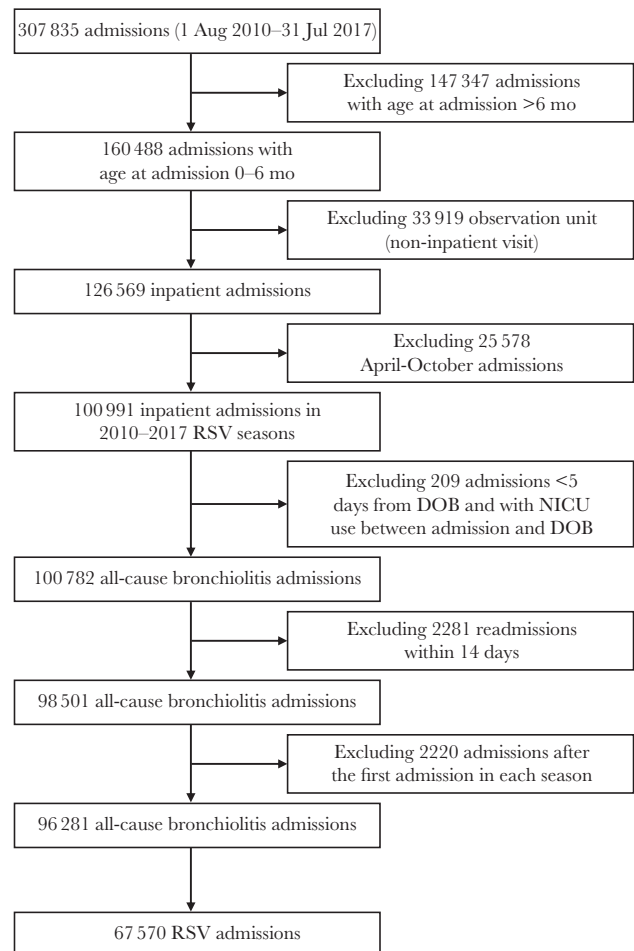 307 835 admissions (1 Aug 2010–31 Jul 2017)
Excluding 147 347 admissions
with age at admission >6 mo
160 488 admissions with
age at admission 0–6 mo
Excluding 33 919 observation unit
(non-inpatient visit)
126 569 inpatient admissions
Excluding 25 578
April-October admissions
100 991 inpatient admissions in
2010–2017 RSV seasons
Excluding 209 admissions <5
days from DOB and with NICU
use between admission and DOB
100 782 all-cause bronchiolitis admissions
Excluding 2281 readmissions
within 14 days
98 501 all-cause bronchiolitis admissions
Excluding 2220 admissions after
the first admission in each season
96 281 all-cause bronchiolitis admissions
67 570 RSV admissions